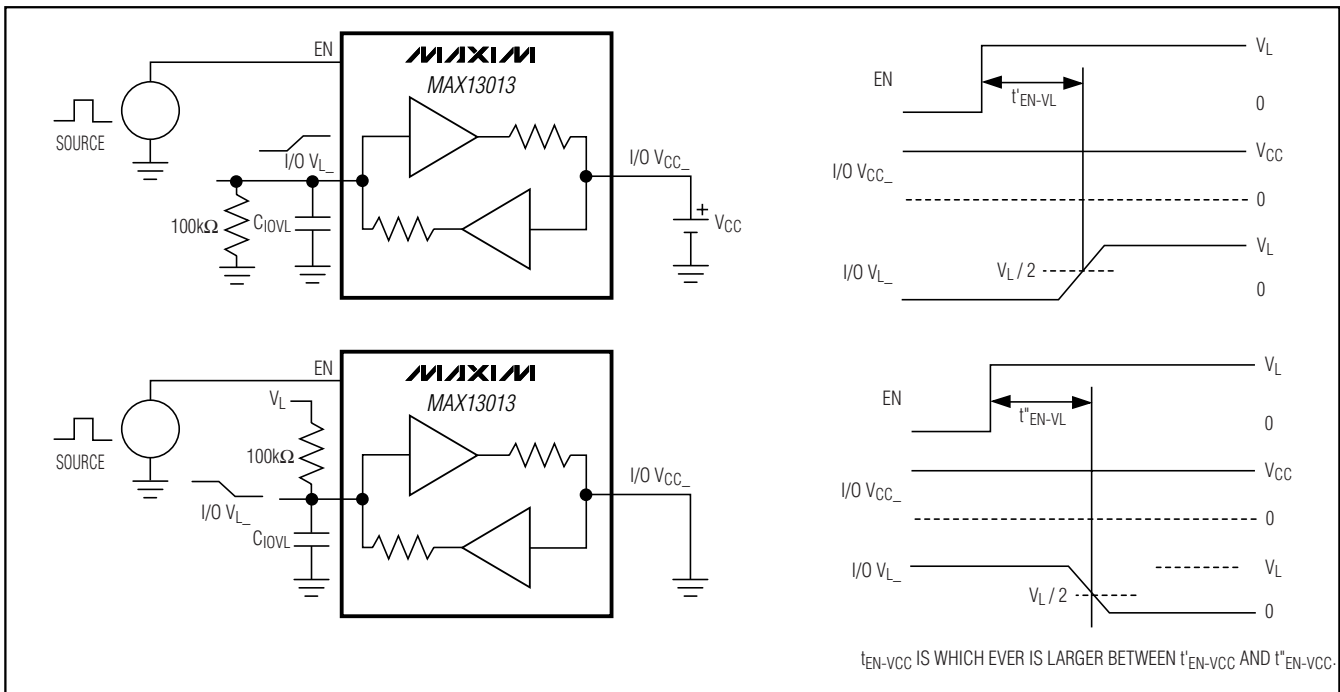 EN
MAXIM
MAX13013
SOURCE
I/O VL_
I/O VCC_
100kΩ
CIOVL
+
VCC
EN
VL
t'EN-VL
0
I/O VCC_
VCC
0
I/O VL_
VL / 2
VL
0
EN
MAXIM
MAX13013
VL
SOURCE
100kΩ
I/O VL_
I/O VCC_
CIOVL
EN
VL
t"EN-VL
0
I/O VCC_
VCC
0
I/O VL_
VL / 2
VL
0
tEN-VCC IS WHICH EVER IS LARGER BETWEEN t'EN-VCC AND t"EN-VCC.